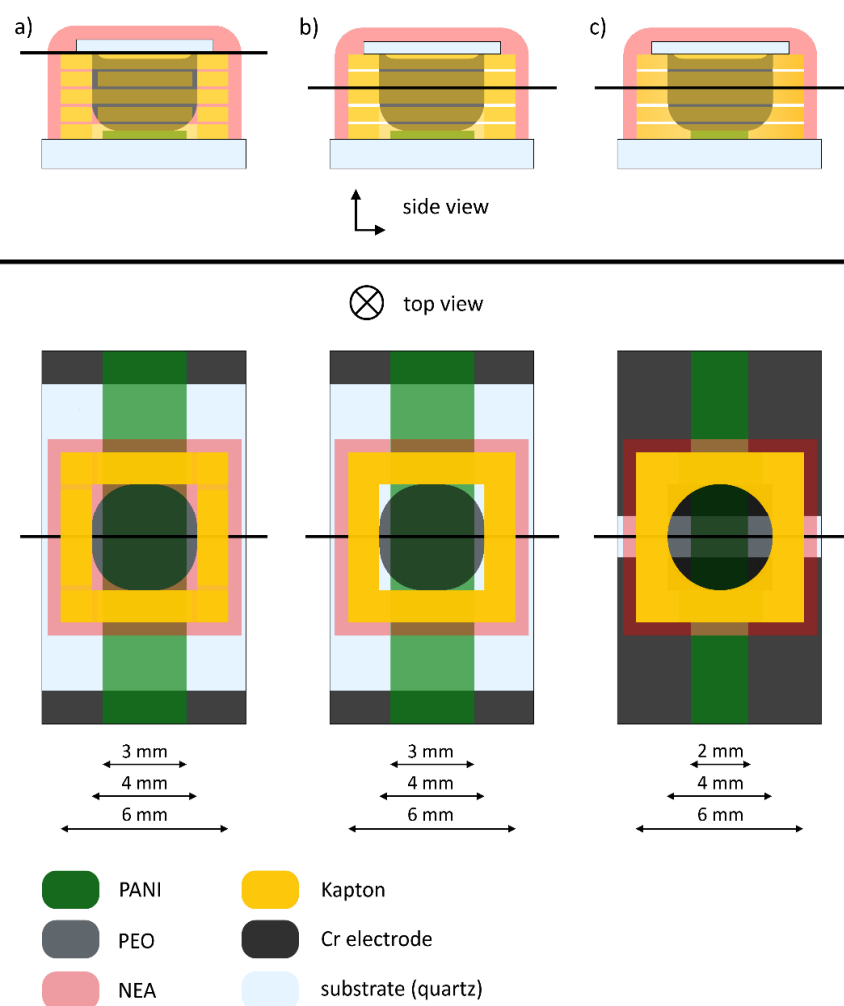 a) b) c)
side view
top view
3 mm 3 mm 2 mm
4 mm 4 mm 4 mm
6 mm 6 mm 6 mm
PANI Kapton
PEO Cr electrode
NEA substrate (quartz)